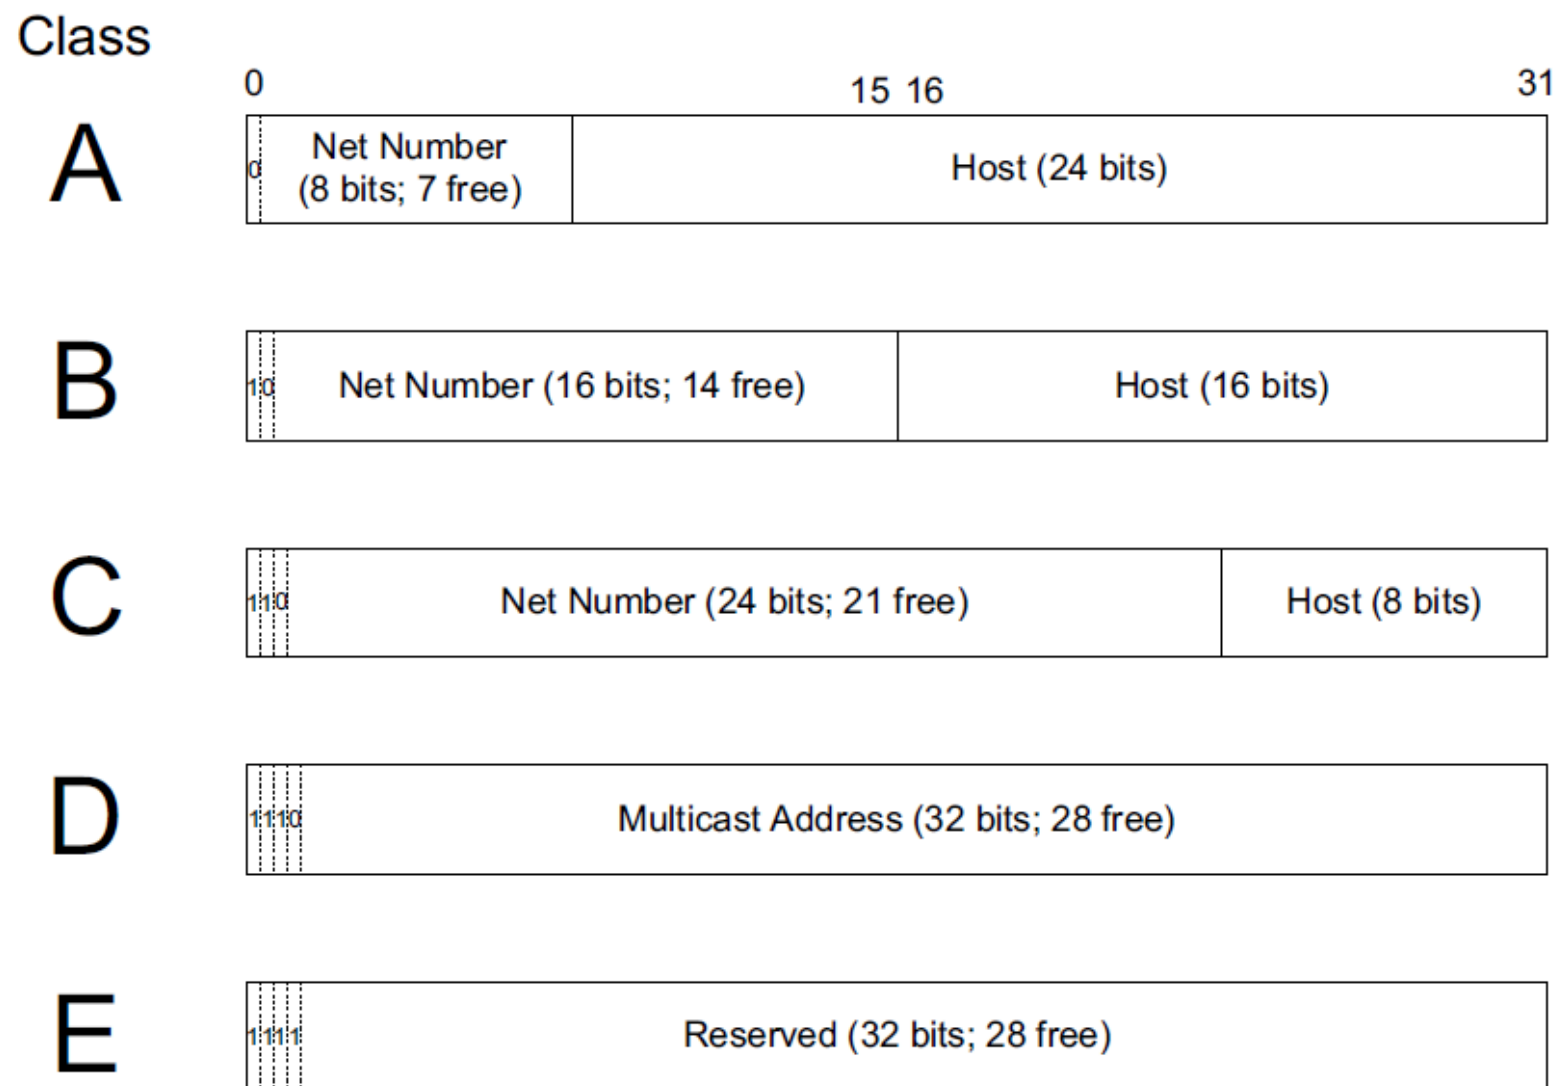 Class
0 15 16 31
A
0
Net Number
(8 bits; 7 free)
Host (24 bits)
B
10
Net Number (16 bits; 14 free)
Host (16 bits)
C
110
Net Number (24 bits; 21 free)
Host (8 bits)
D
1110
Multicast Address (32 bits; 28 free)
E
1111
Reserved (32 bits; 28 free)